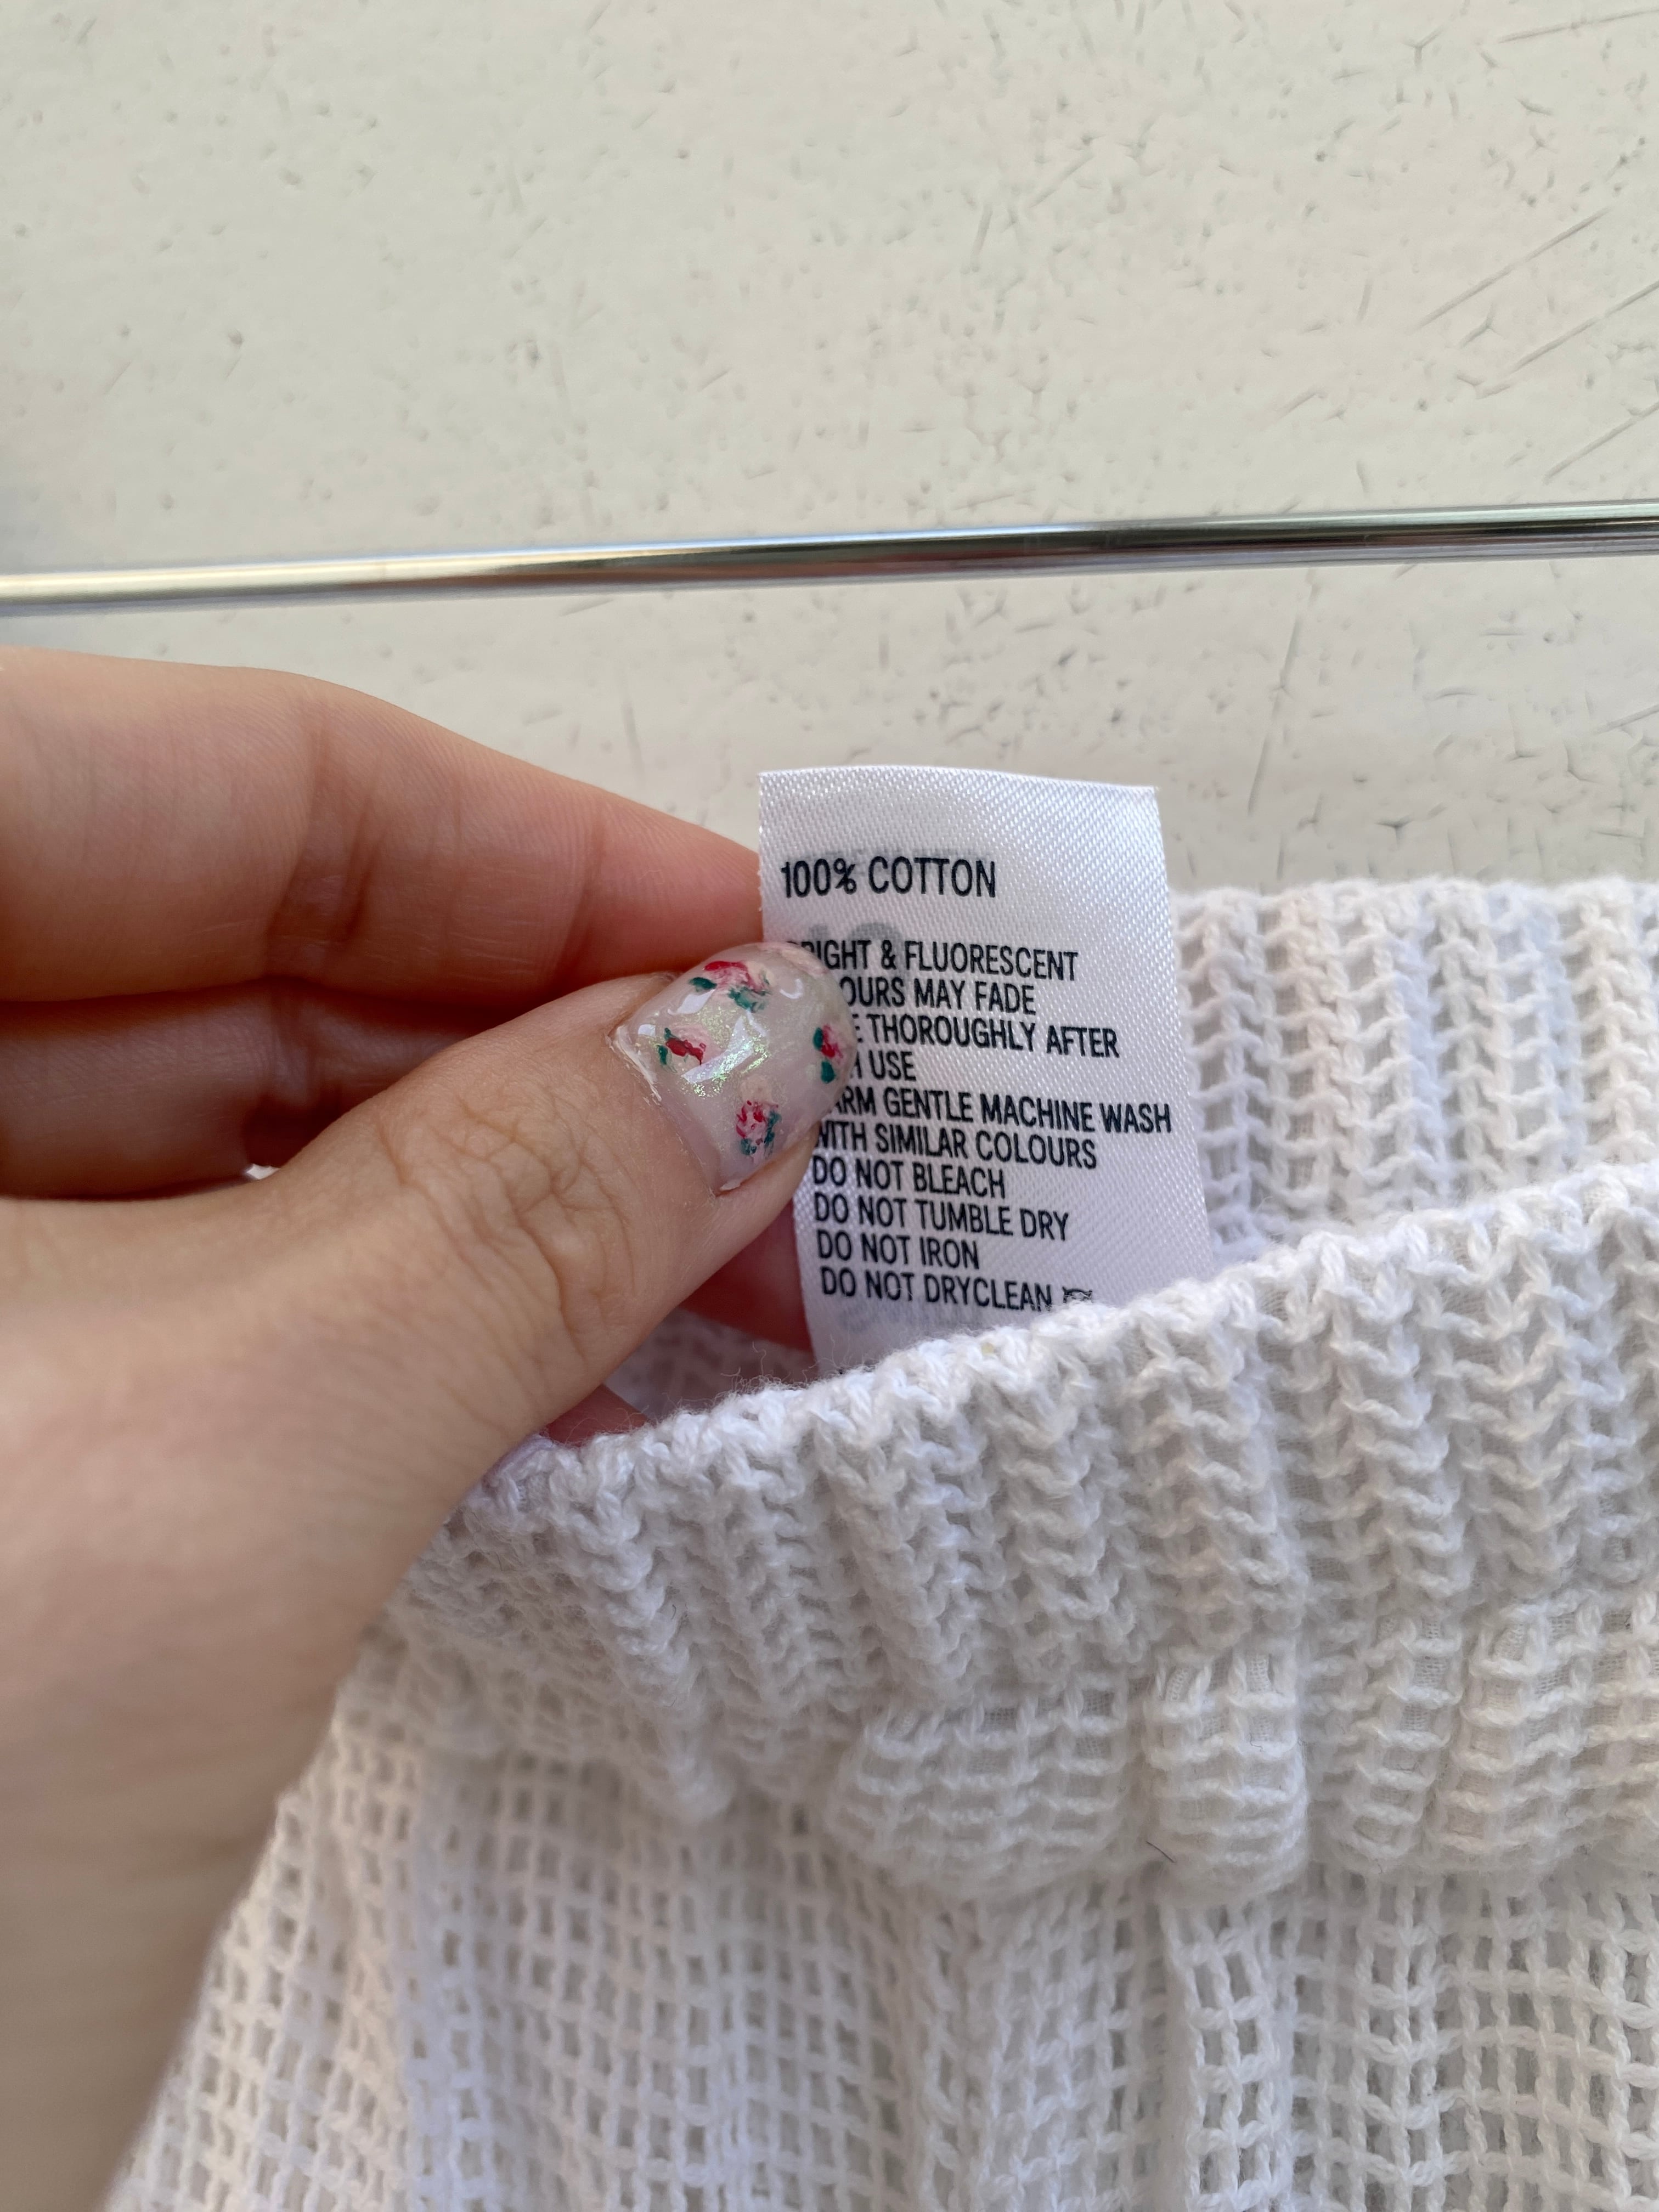 100% COTTON
& FLUORESCENT
MAY FADE
THOROUGHLY AFTER
USE
GENTLE MACHINE WASH
WITH SIMILAR COLOURS
DO NOT BLEACH
DO NOT TUMBLE DRY
DO NOT IRON
DO NOT DRYCLEAN